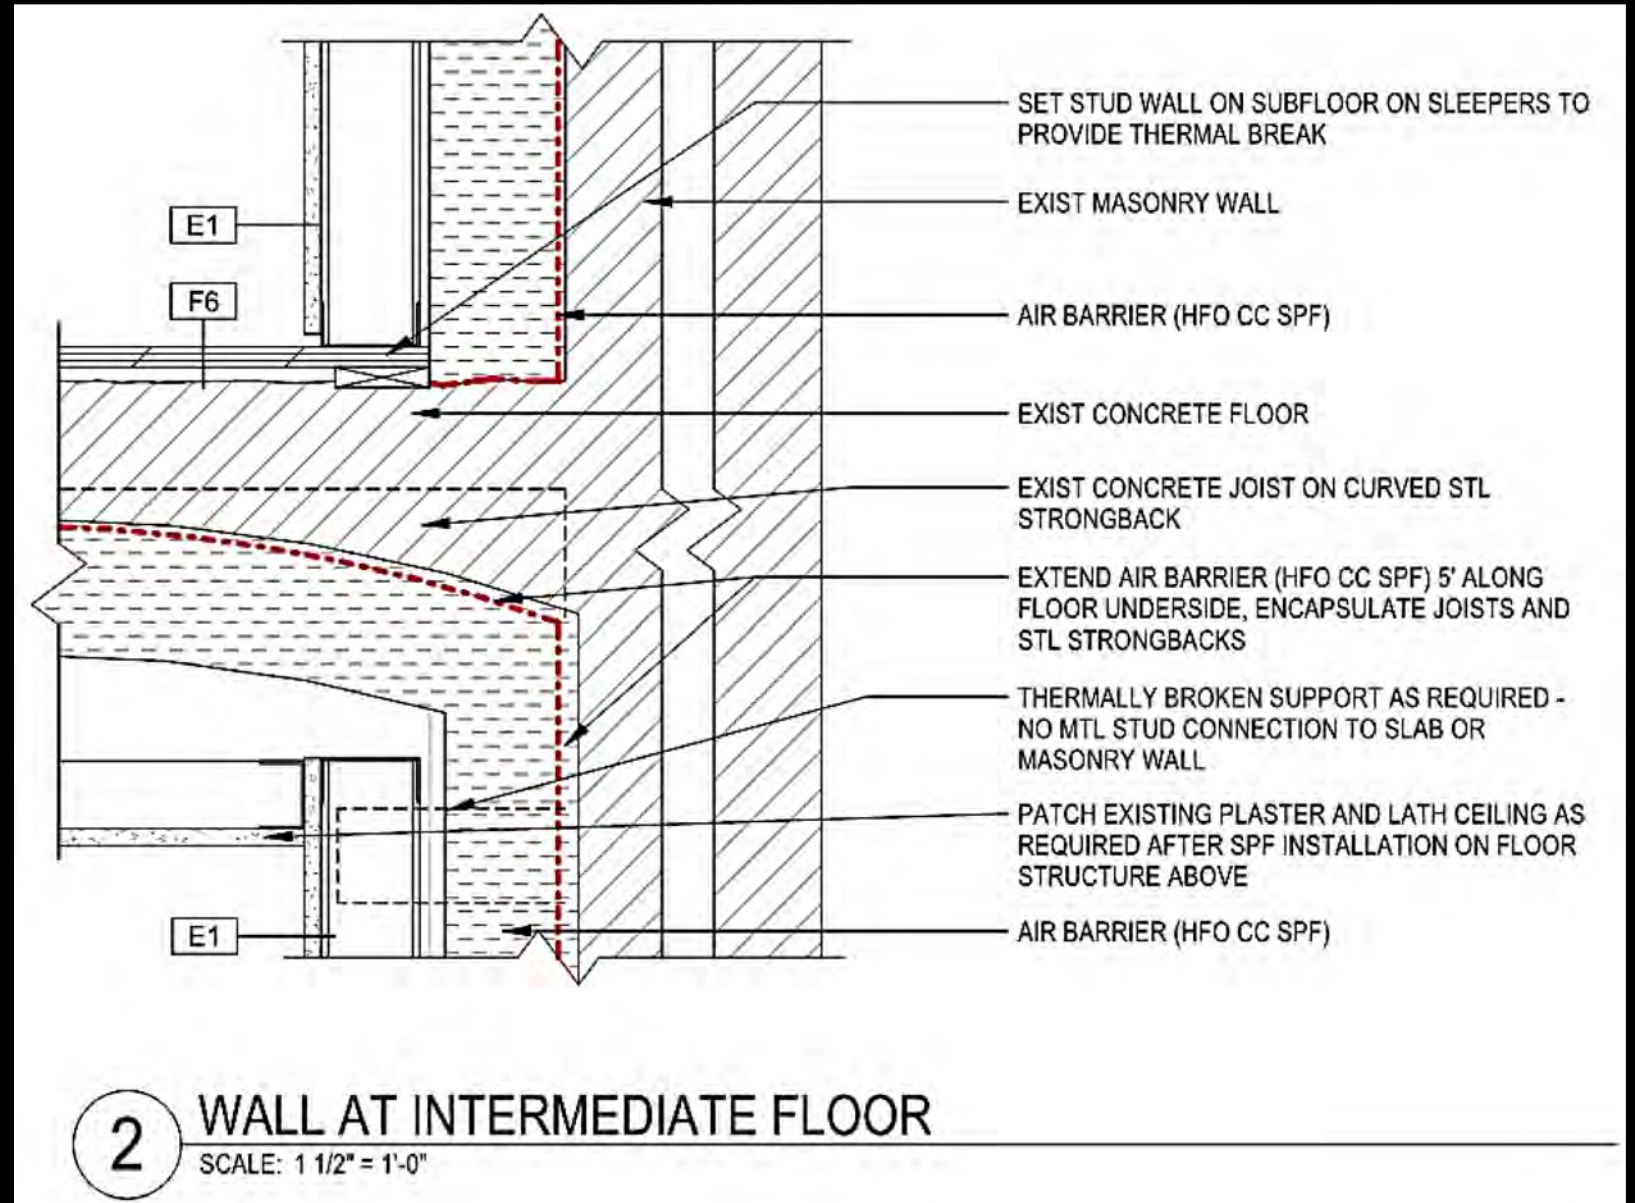 SET STUD WALL ON SUBFLOOR ON SLEEPERS TO
PROVIDE THERMAL BREAK
EXIST MASONRY WALL
E1
F6
AIR BARRIER (HFO CC SPF)
EXIST CONCRETE FLOOR
EXIST CONCRETE JOIST ON CURVED STL
STRONGBACK
EXTEND AIR BARRIER (HFO CC SPF) 5' ALONG
FLOOR UNDERSIDE, ENCAPSULATE JOISTS AND
STL STRONGBACKS
THERMALLY BROKEN SUPPORT AS REQUIRED -
NO MTL STUD CONNECTION TO SLAB OR
MASONRY WALL
PATCH EXISTING PLASTER AND LATH CEILING AS
REQUIRED AFTER SPF INSTALLATION ON FLOOR
STRUCTURE ABOVE
E1
AIR BARRIER (HFO CC SPF)
2
WALL AT INTERMEDIATE FLOOR
SCALE: 1 1/2" = 1'-0"